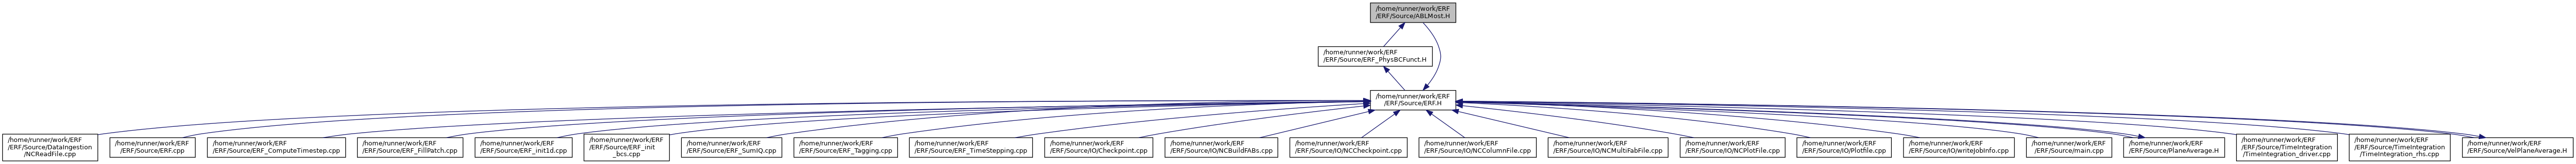 /home/runner/work/ERF
/ERF/Source/ABLMost.H
/home/runner/work/ERF
/ERF/Source/ERF_PhysBCFunct.H
/home/runner/work/ERF
/ERF/Source/ERF.H
/home/runner/work/ERF
/ERF/Source/DataIngestion
/NCReadFile.cpp
/home/runner/work/ERF
/ERF/Source/ERF.cpp
/home/runner/work/ERF
/ERF/Source/ERF_ComputeTimestep.cpp
/home/runner/work/ERF
/ERF/Source/ERF_FillPatch.cpp
/home/runner/work/ERF
/ERF/Source/ERF_init1d.cpp
/home/runner/work/ERF
/ERF/Source/ERF_init
_bcs.cpp
/home/runner/work/ERF
/ERF/Source/ERF_SumIQ.cpp
/home/runner/work/ERF
/ERF/Source/ERF_Tagging.cpp
/home/runner/work/ERF
/ERF/Source/ERF_TimeStepping.cpp
/home/runner/work/ERF
/ERF/Source/IO/Checkpoint.cpp
/home/runner/work/ERF
/ERF/Source/IO/NCBuildFABs.cpp
/home/runner/work/ERF
/ERF/Source/IO/NCCheckpoint.cpp
/home/runner/work/ERF
/ERF/Source/IO/NCColumnFile.cpp
/home/runner/work/ERF
/ERF/Source/IO/NCMultiFabFile.cpp
/home/runner/work/ERF
/ERF/Source/IO/NCPlotFile.cpp
/home/runner/work/ERF
/ERF/Source/IO/Plotfile.cpp
/home/runner/work/ERF
/ERF/Source/IO/writeJobInfo.cpp
/home/runner/work/ERF
/ERF/Source/main.cpp
/home/runner/work/ERF
/ERF/Source/PlaneAverage.H
/home/runner/work/ERF
/ERF/Source/TimeIntegration
/TimeIntegration_driver.cpp
/home/runner/work/ERF
/ERF/Source/TimeIntegration
/TimeIntegration_rhs.cpp
/home/runner/work/ERF
/ERF/Source/VelPlaneAverage.H